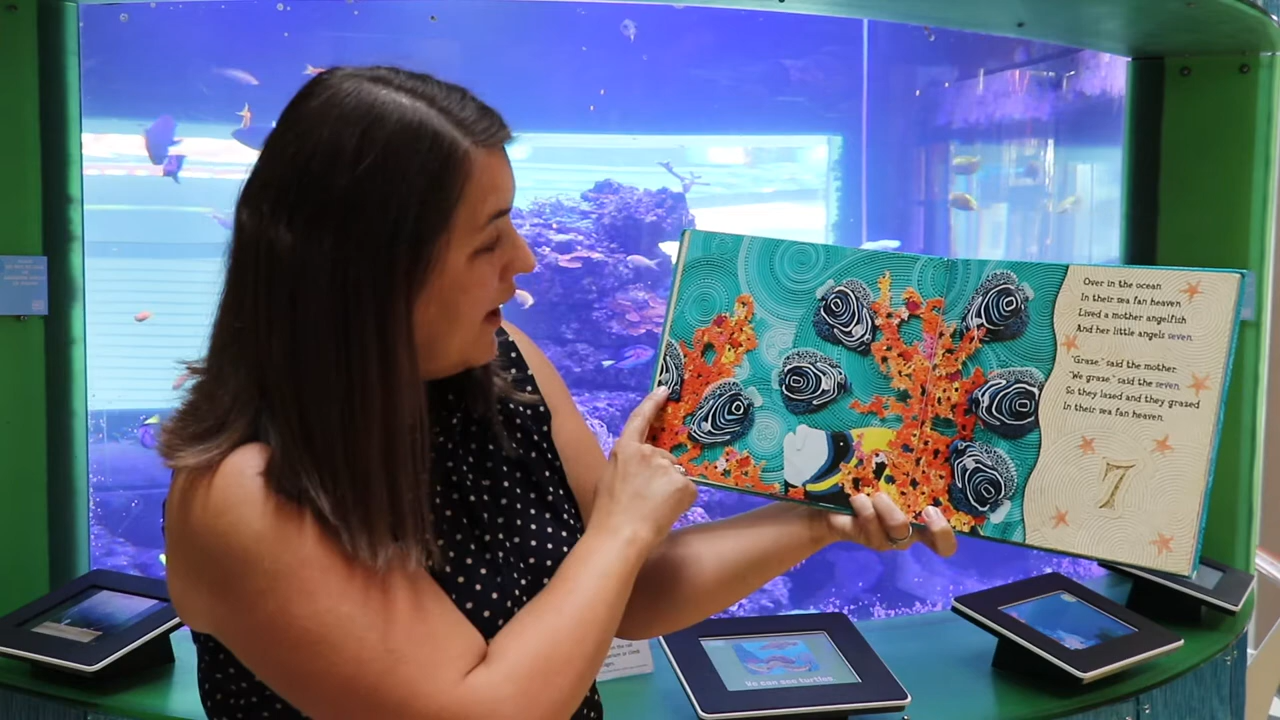 Over in the ocean
In their sea fan heaven
Lived a mother angelfish
And her little angels seven.
"Graze," said the mother.
"We graze," said the seven.
So they lazed and they grazed
In their sea fan heaven.
7
We can see turtles.